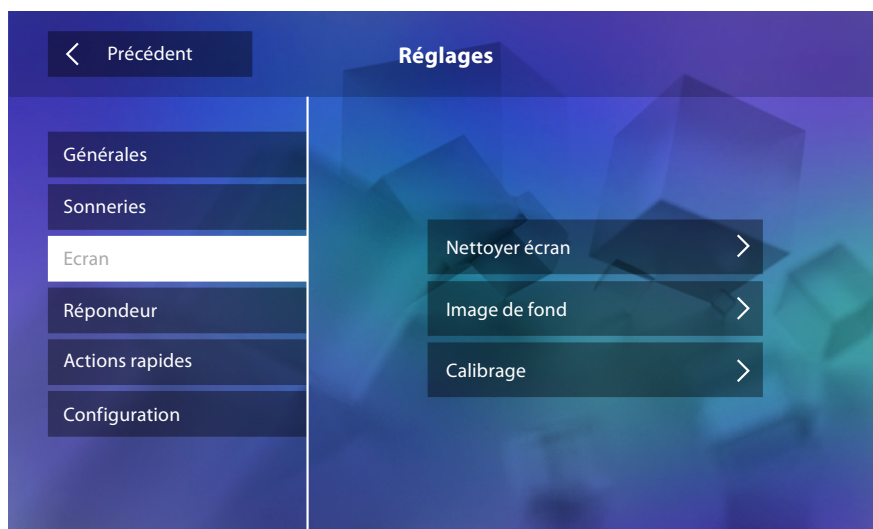 Précédent
Réglages
Générales
Sonneries
Ecran
Répondeur
Actions rapides
Configuration
Nettoyer écran
Image de fond
Calibrage